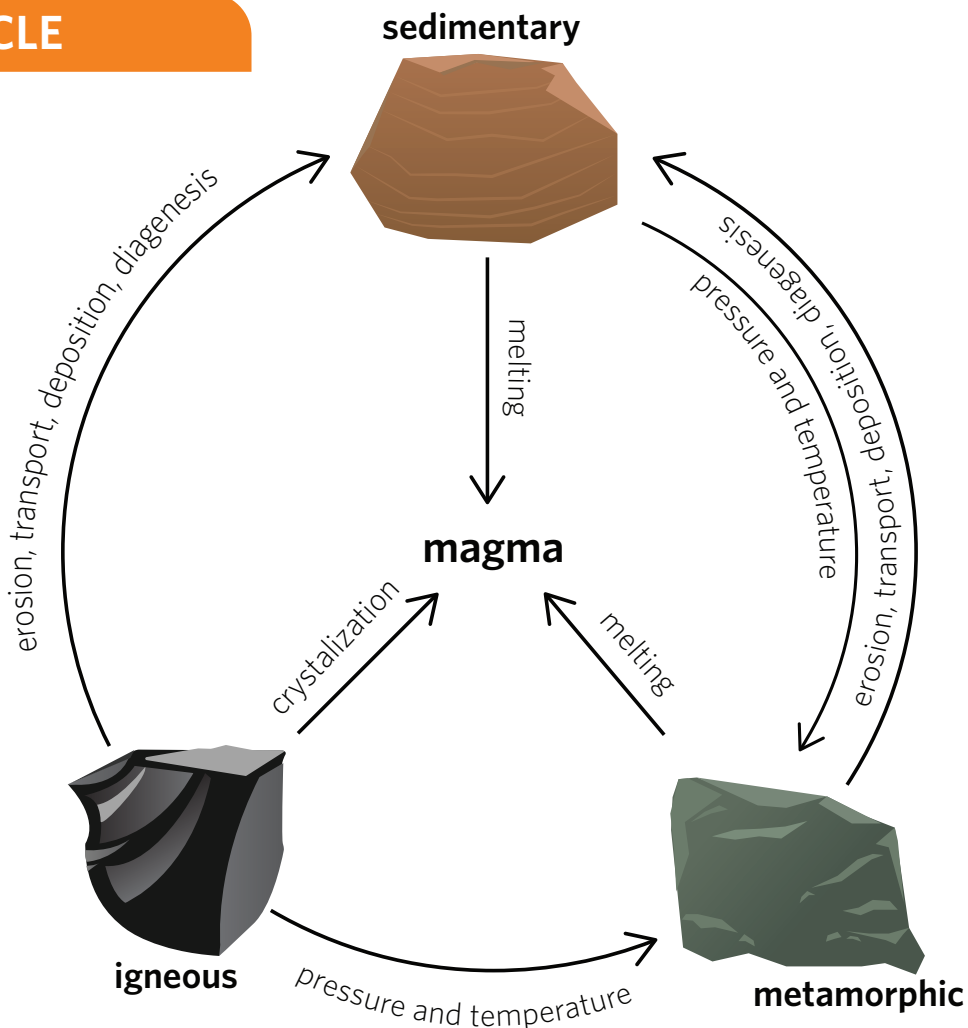 CLE
sedimentary
erosion, transport, deposition, diagenesis
erosion, transport, deposition, diagenesis
pressure and temperature
melting
magma
crystalization
melting
igneous
pressure and temperature
metamorphic